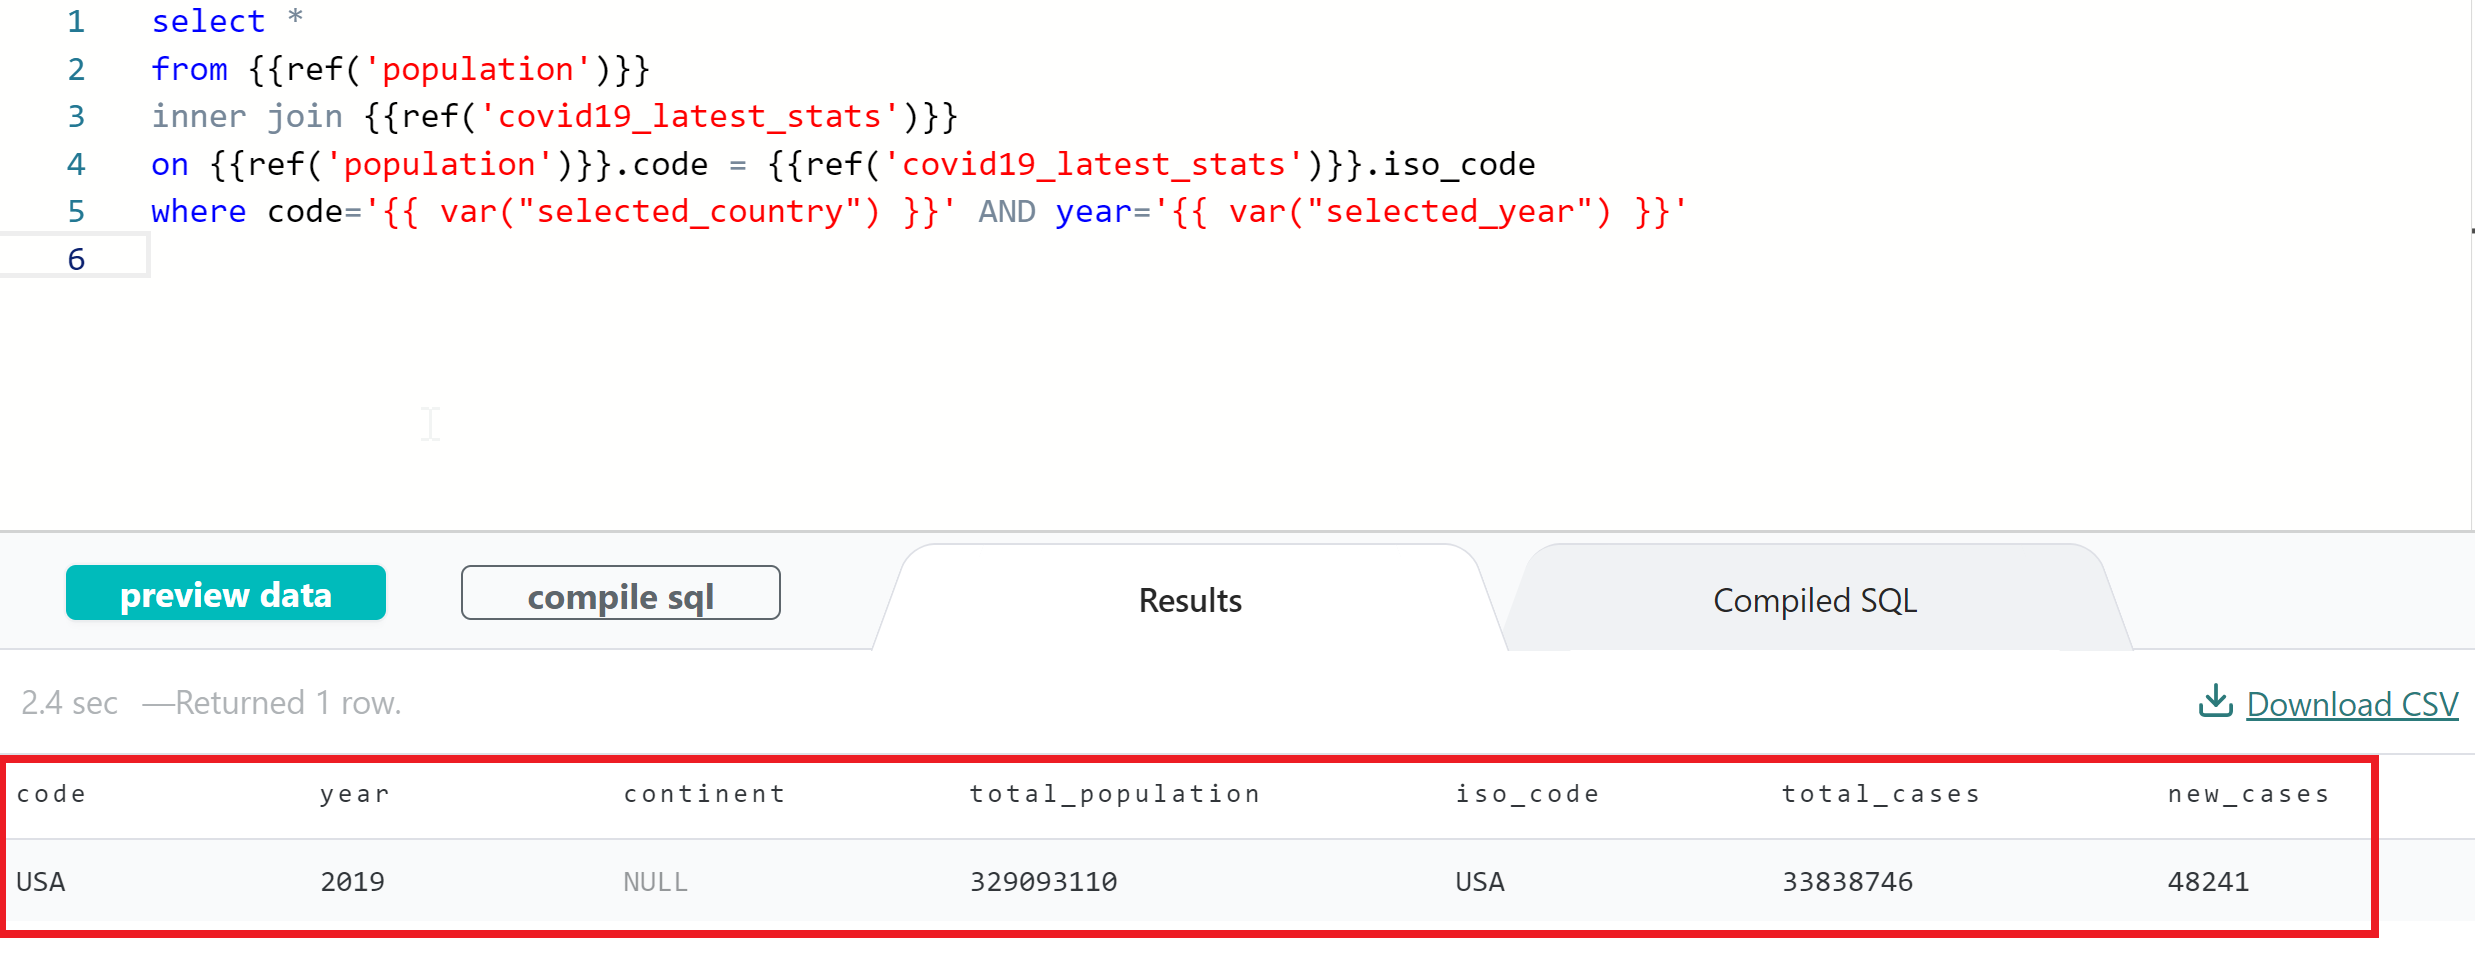 1 select *
2 from {{ref('population')}}
3 inner join {{ref('covid19_latest_stats')}}
4 on {{ref('population')}}.code = {{ref('covid19_latest_stats')}}.iso_code
5 where code='{{ var("selected_country") }}' AND year='{{ var("selected_year") }}'
6
preview data compile sql Results Compiled SQL
2.4 sec —Returned 1 row. Download CSV
code year continent total_population iso_code total_cases new_cases
USA 2019 NULL 329093110 USA 33838746 48241